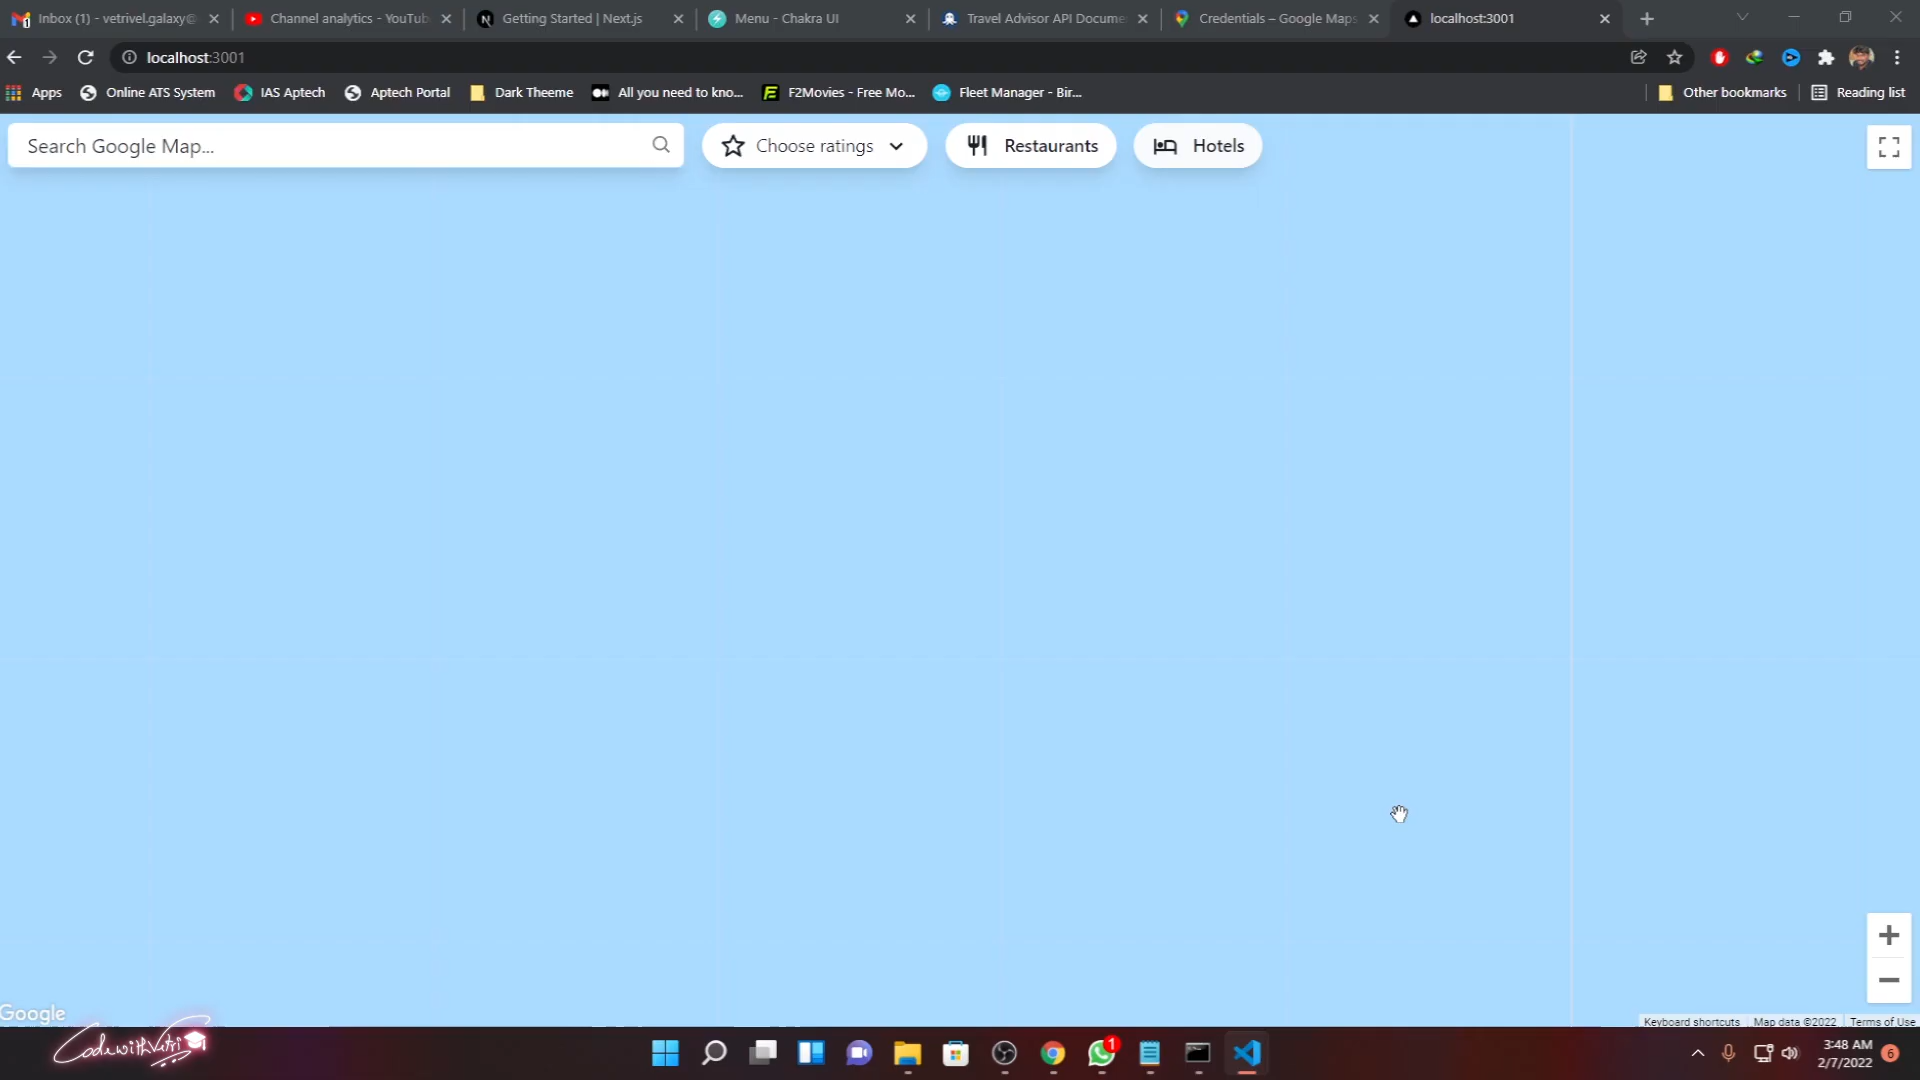 Inbox (1) - vetrivel.galaxy@
Channel analytics - YouTub
Getting Started | Next.js
Menu - Chakra UI
Travel Advisor API Docume
Credentials – Google Maps
localhost:3001
localhost:3001
Apps
Online ATS System
IAS Aptech
Aptech Portal
Dark Theeme
All you need to kno...
F2Movies - Free Mo...
Fleet Manager - Bir...
Other bookmarks
Reading list
Search Google Map...
Choose ratings
Restaurants
Hotels
Google
Keyboard shortcuts
Map data ©2022
Terms of Use
CodewithVetri
1
3:48 AM
2/7/2022
6